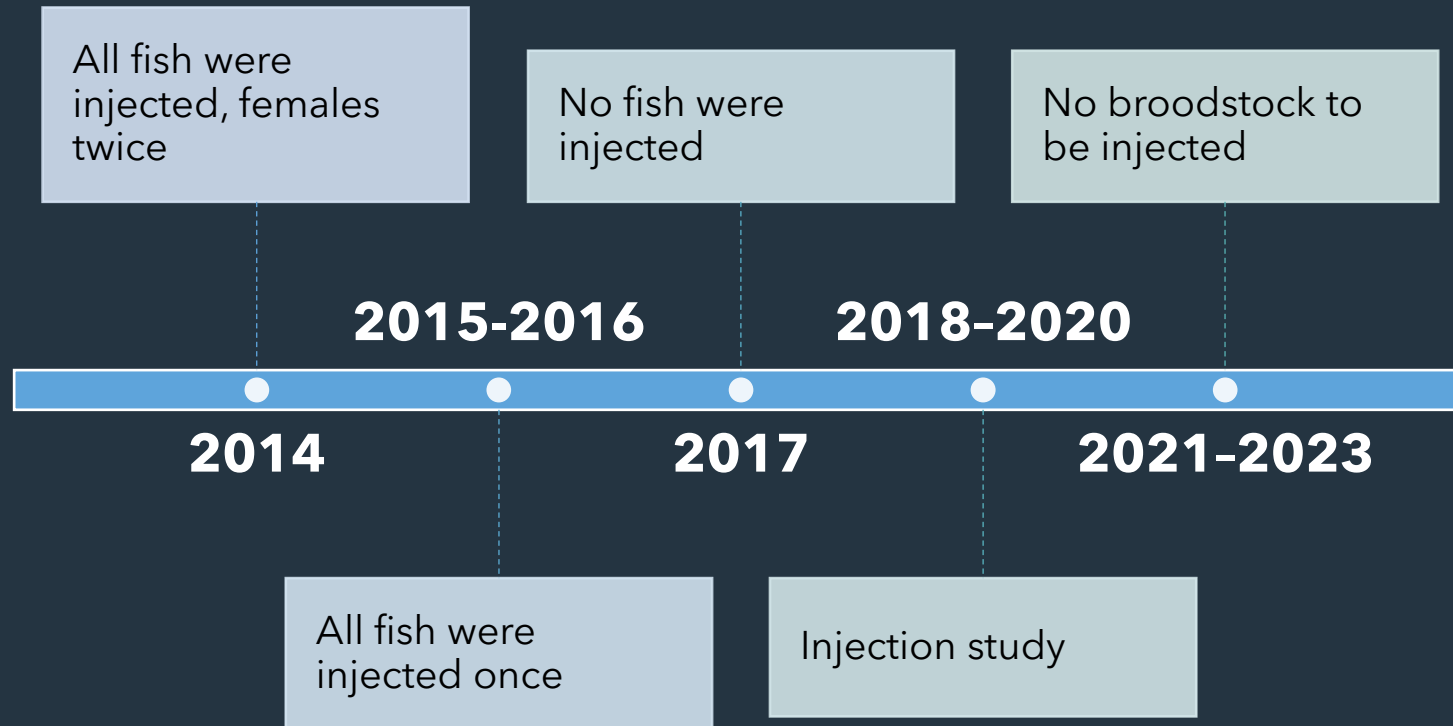 All fish were
injected, females
twice
No fish were
injected
No broodstock to
be injected
2015-2016
2018–2020
2014
2017
2021–2023
All fish were
injected once
Injection study